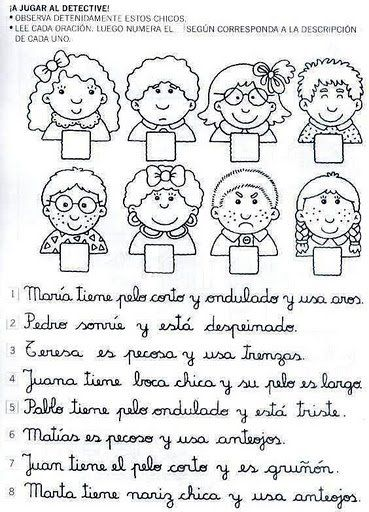 ¡A JUGAR AL DETECTIVE!
• OBSERVA DETENIDAMENTE ESTOS CHICOS.
• LEE CADA ORACIÓN. LUEGO NUMERA EL SEGÚN CORRESPONDA A LA DESCRIPCIÓN
DE CADA UNO.
1 María tiene pelo corto y ondulado y usa aros.
2 Pedro sonríe y está despeinado.
3 Teresa es pecosa y usa trenzas.
4 Juana tiene boca chica y su pelo es largo.
5 Pablo tiene pelo ondulado y está triste.
6 Matías es pecoso y usa anteojos.
7 Juan tiene el pelo corto y es gruñón.
8 Marta tiene nariz chica y usa anteojos.